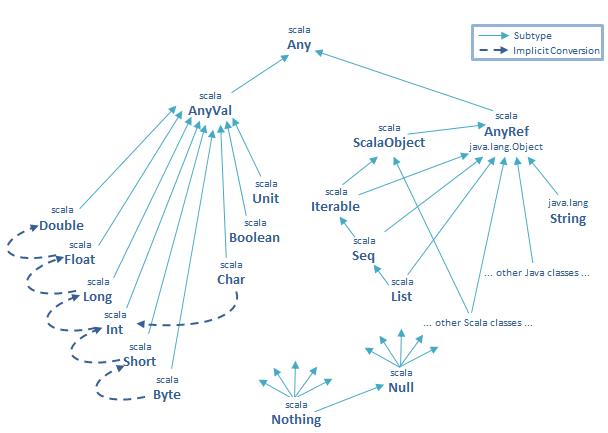 scala
Any
Subtype
Implicit Conversion
scala
AnyVal
scala
AnyRef
java.lang.Object
scala
ScalaObject
scala
Unit
scala
Iterable
java.lang
String
scala
Double
scala
Boolean
scala
Float
scala
Seq
scala
Char
... other Java classes ...
scala
Long
scala
List
scala
Int
... other Scala classes ...
scala
Short
scala
Byte
scala
Null
scala
Nothing